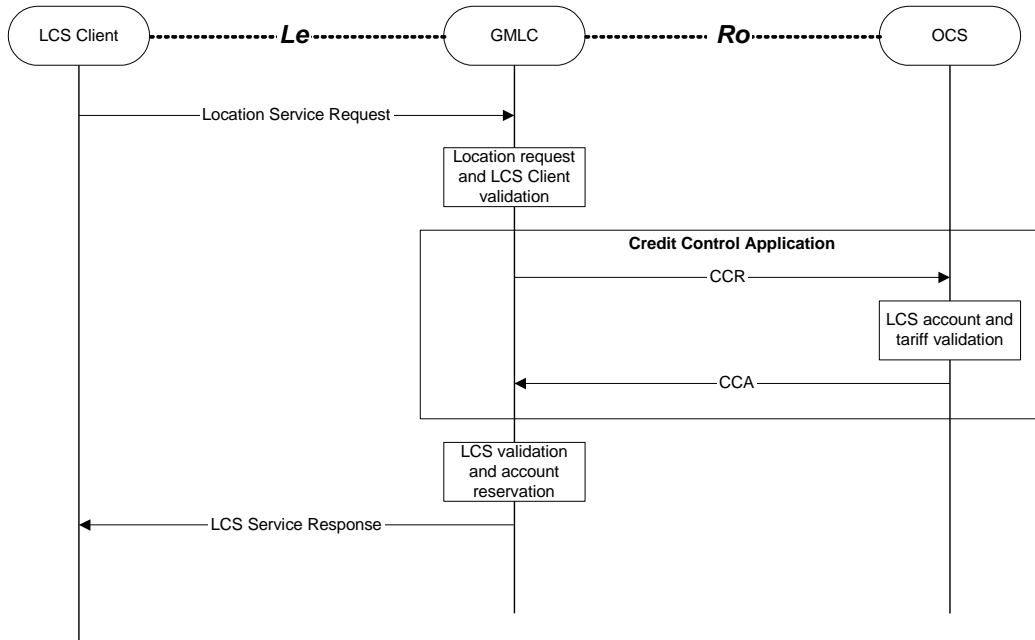 LCS Client
Le
GMLC
Ro
OCS
Location Service Request
Location request
and LCS Client
validation
Credit Control Application
CCR
LCS account and
tariff validation
CCA
LCS validation
and account
reservation
LCS Service Response